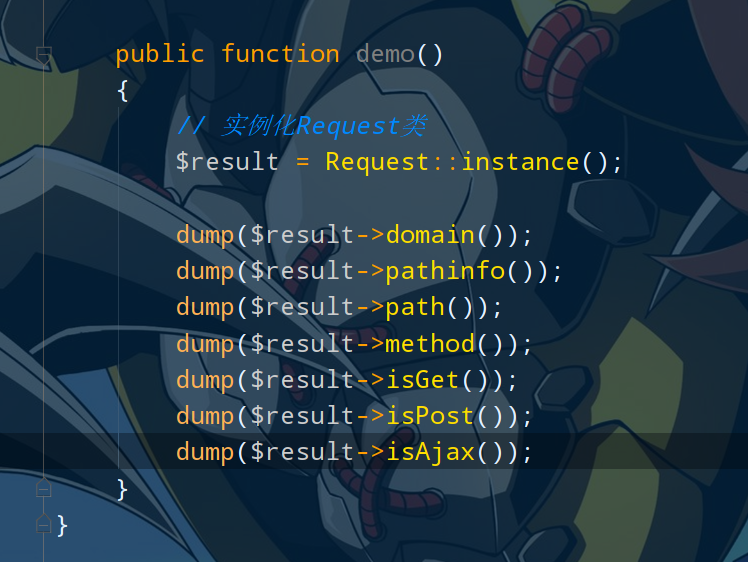 public function demo()
{
// 实例化Request类
$result = Request::instance();
dump($result->domain());
dump($result->pathinfo());
dump($result->path());
dump($result->method());
dump($result->isGet());
dump($result->isPost());
dump($result->isAjax());
}
}